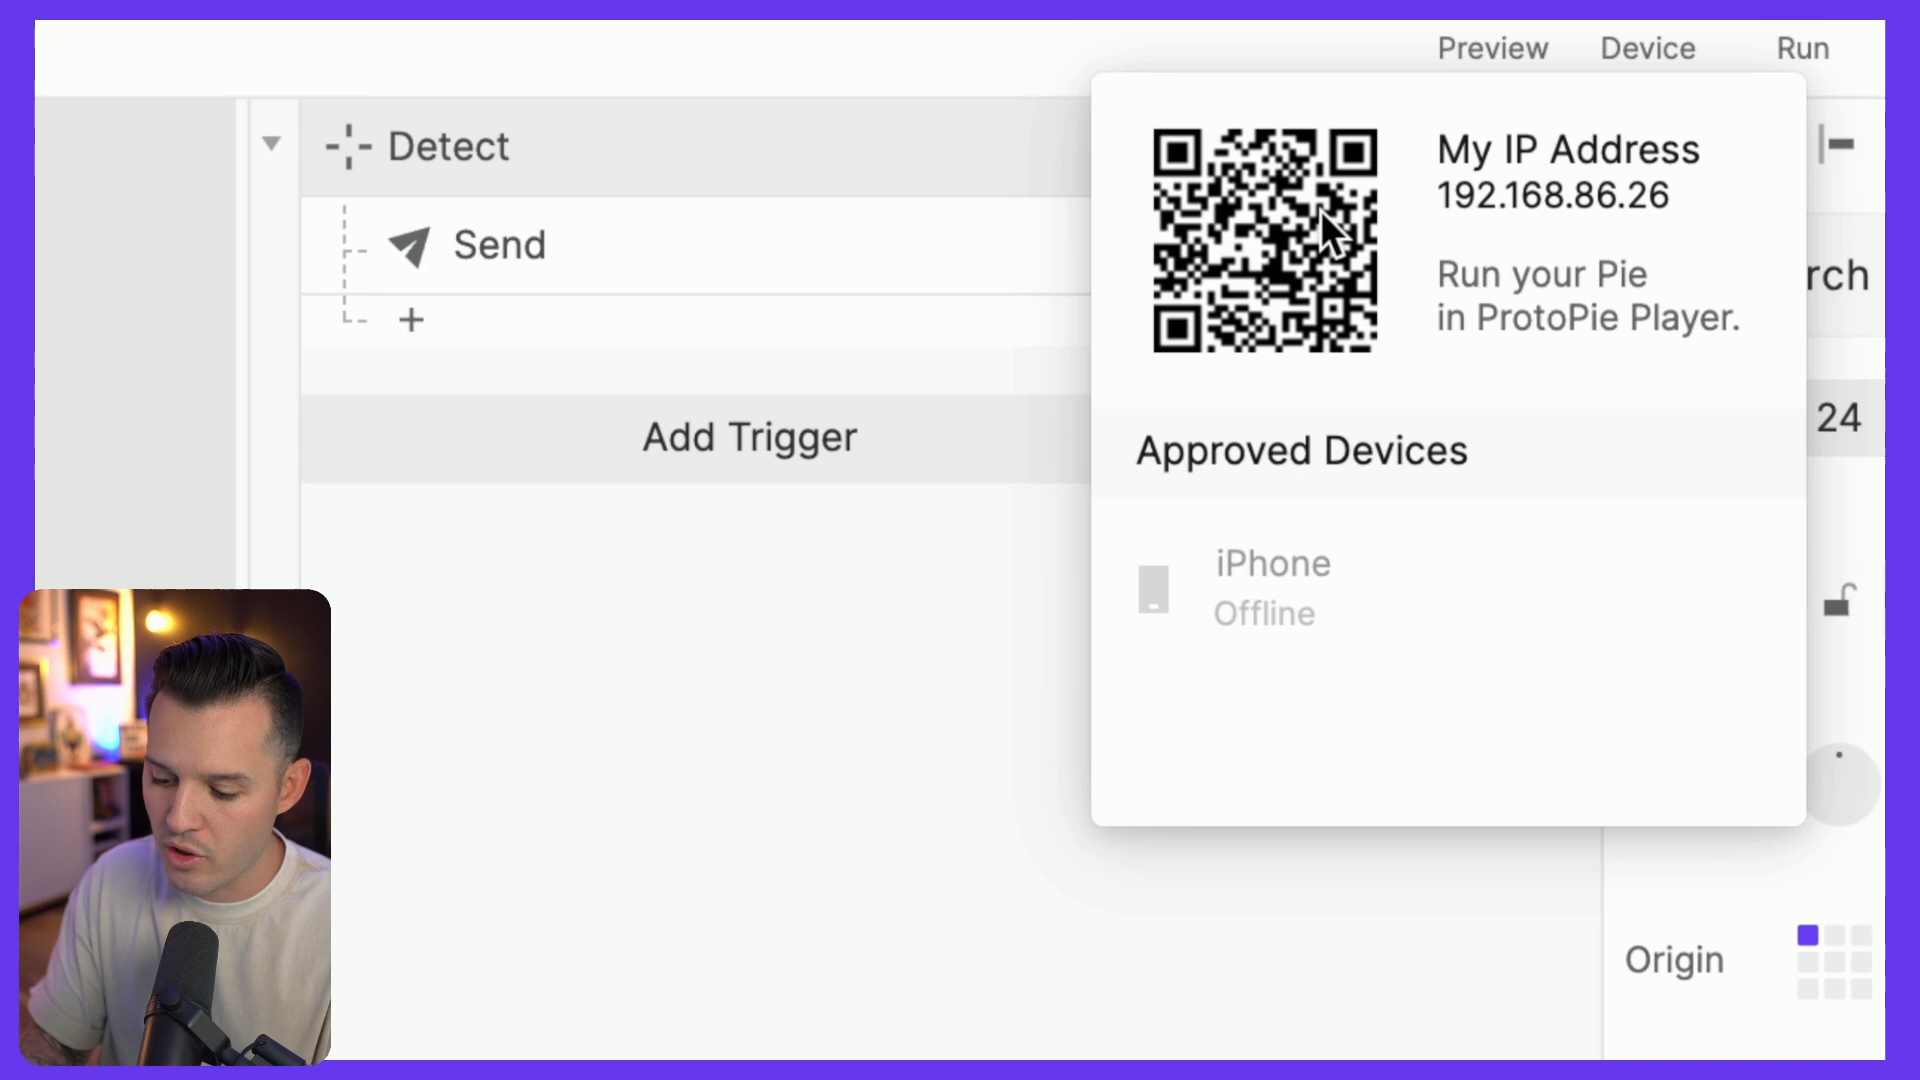 Preview Device Run
Detect
Send
Add Trigger
My IP Address
192.168.86.26
Run your Pie
in ProtoPie Player.
Approved Devices
iPhone
Offline
rch
24
Origin